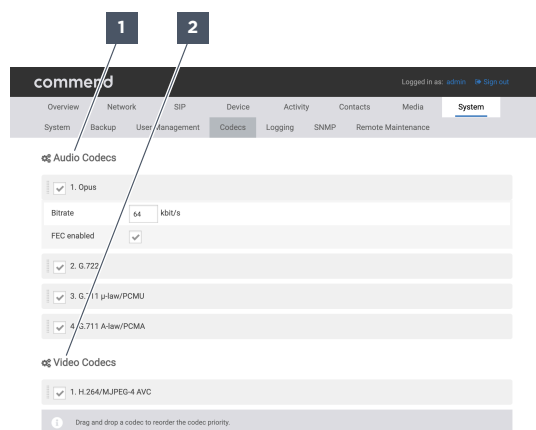 1 2
commend
Logged in as: admin Sign out
Overview Network SIP Device Activity Contacts Media System
System Backup User Management Codecs Logging SNMP Remote Maintenance
Audio Codecs
1. Opus
Bitrate 64 kbit/s
FEC enabled
2. G.722
3. G.711 µ-law/PCMU
4. G.711 A-law/PCMA
Video Codecs
1. H.264/MJPEG-4 AVC
i Drag and drop a codec to reorder the codec priority.